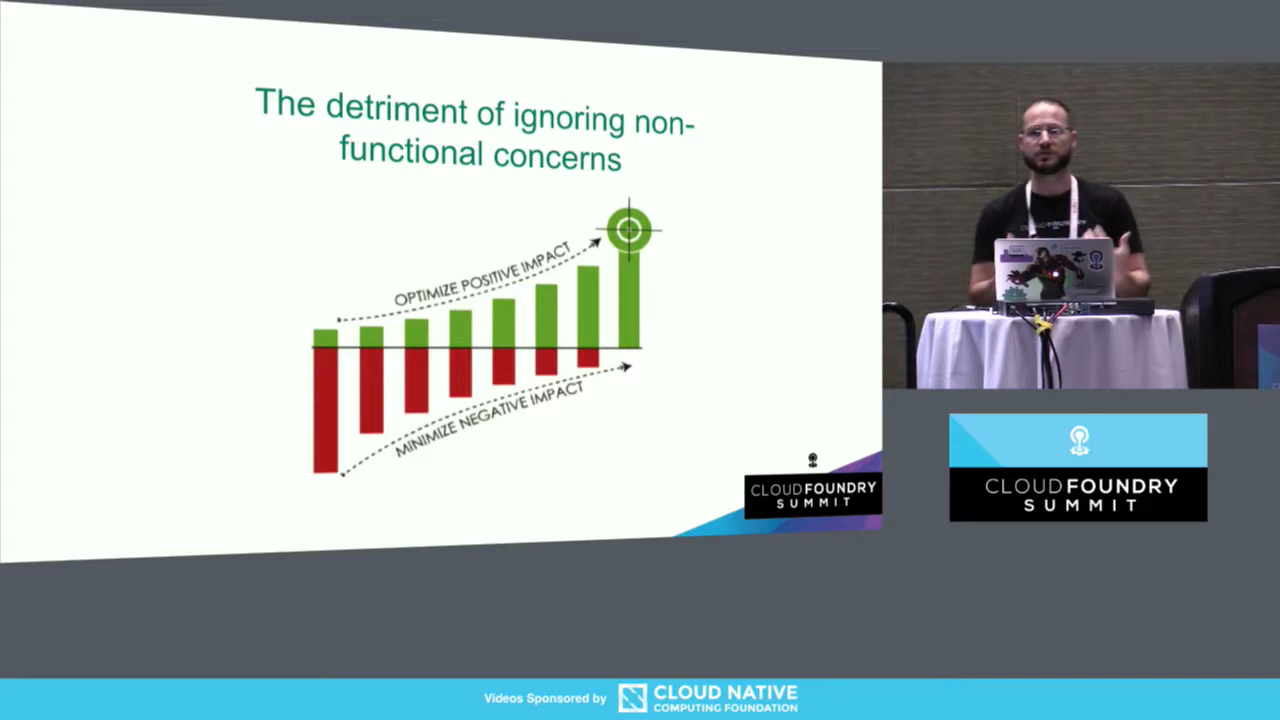 The detriment of ignoring non-
functional concerns
OPTIMIZE POSITIVE IMPACT
MINIMIZE NEGATIVE IMPACT
CLOUDFOUNDRY
SUMMIT
CLOUDFOUNDRY
SUMMIT
Videos Sponsored by
CLOUD NATIVE
COMPUTING FOUNDATION